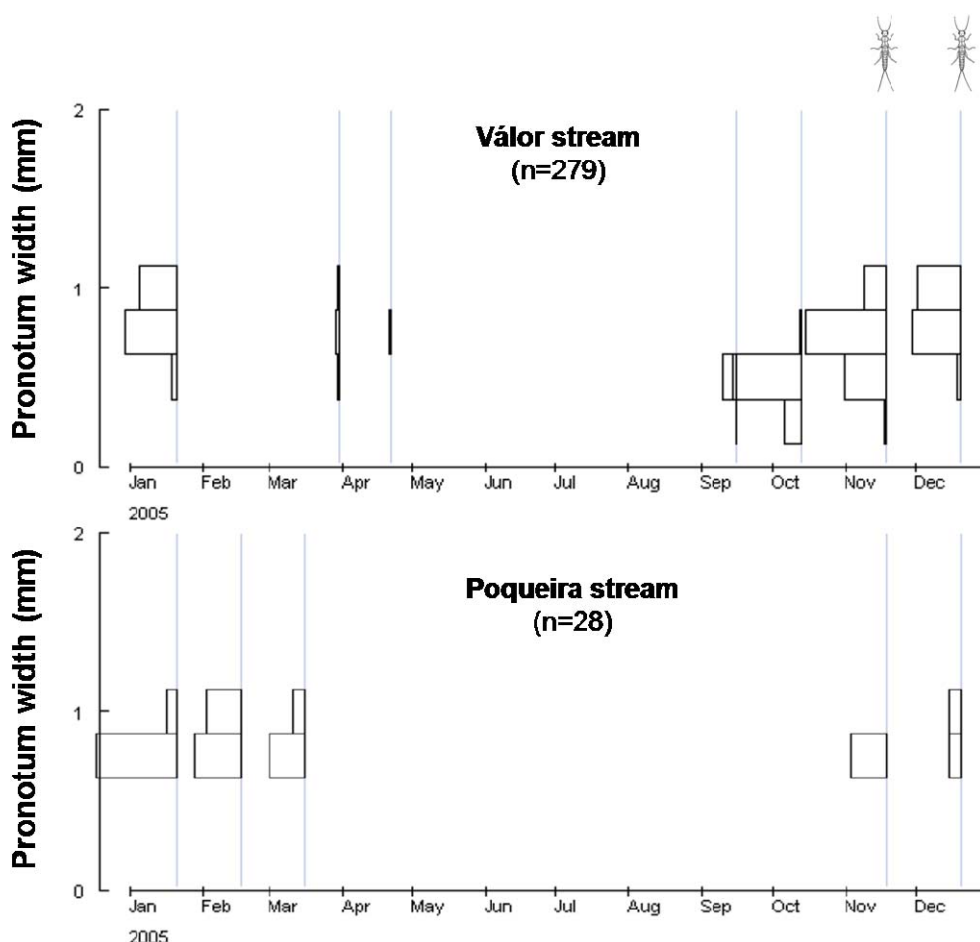 Válor stream
(n=279)
Pronotum width (mm)
2
1
0
Jan Feb Mar Apr May Jun Jul Aug Sep Oct Nov Dec
2005
Poqueira stream
(n=28)
Pronotum width (mm)
2
1
0
Jan Feb Mar Apr May Jun Jul Aug Sep Oct Nov Dec
2005